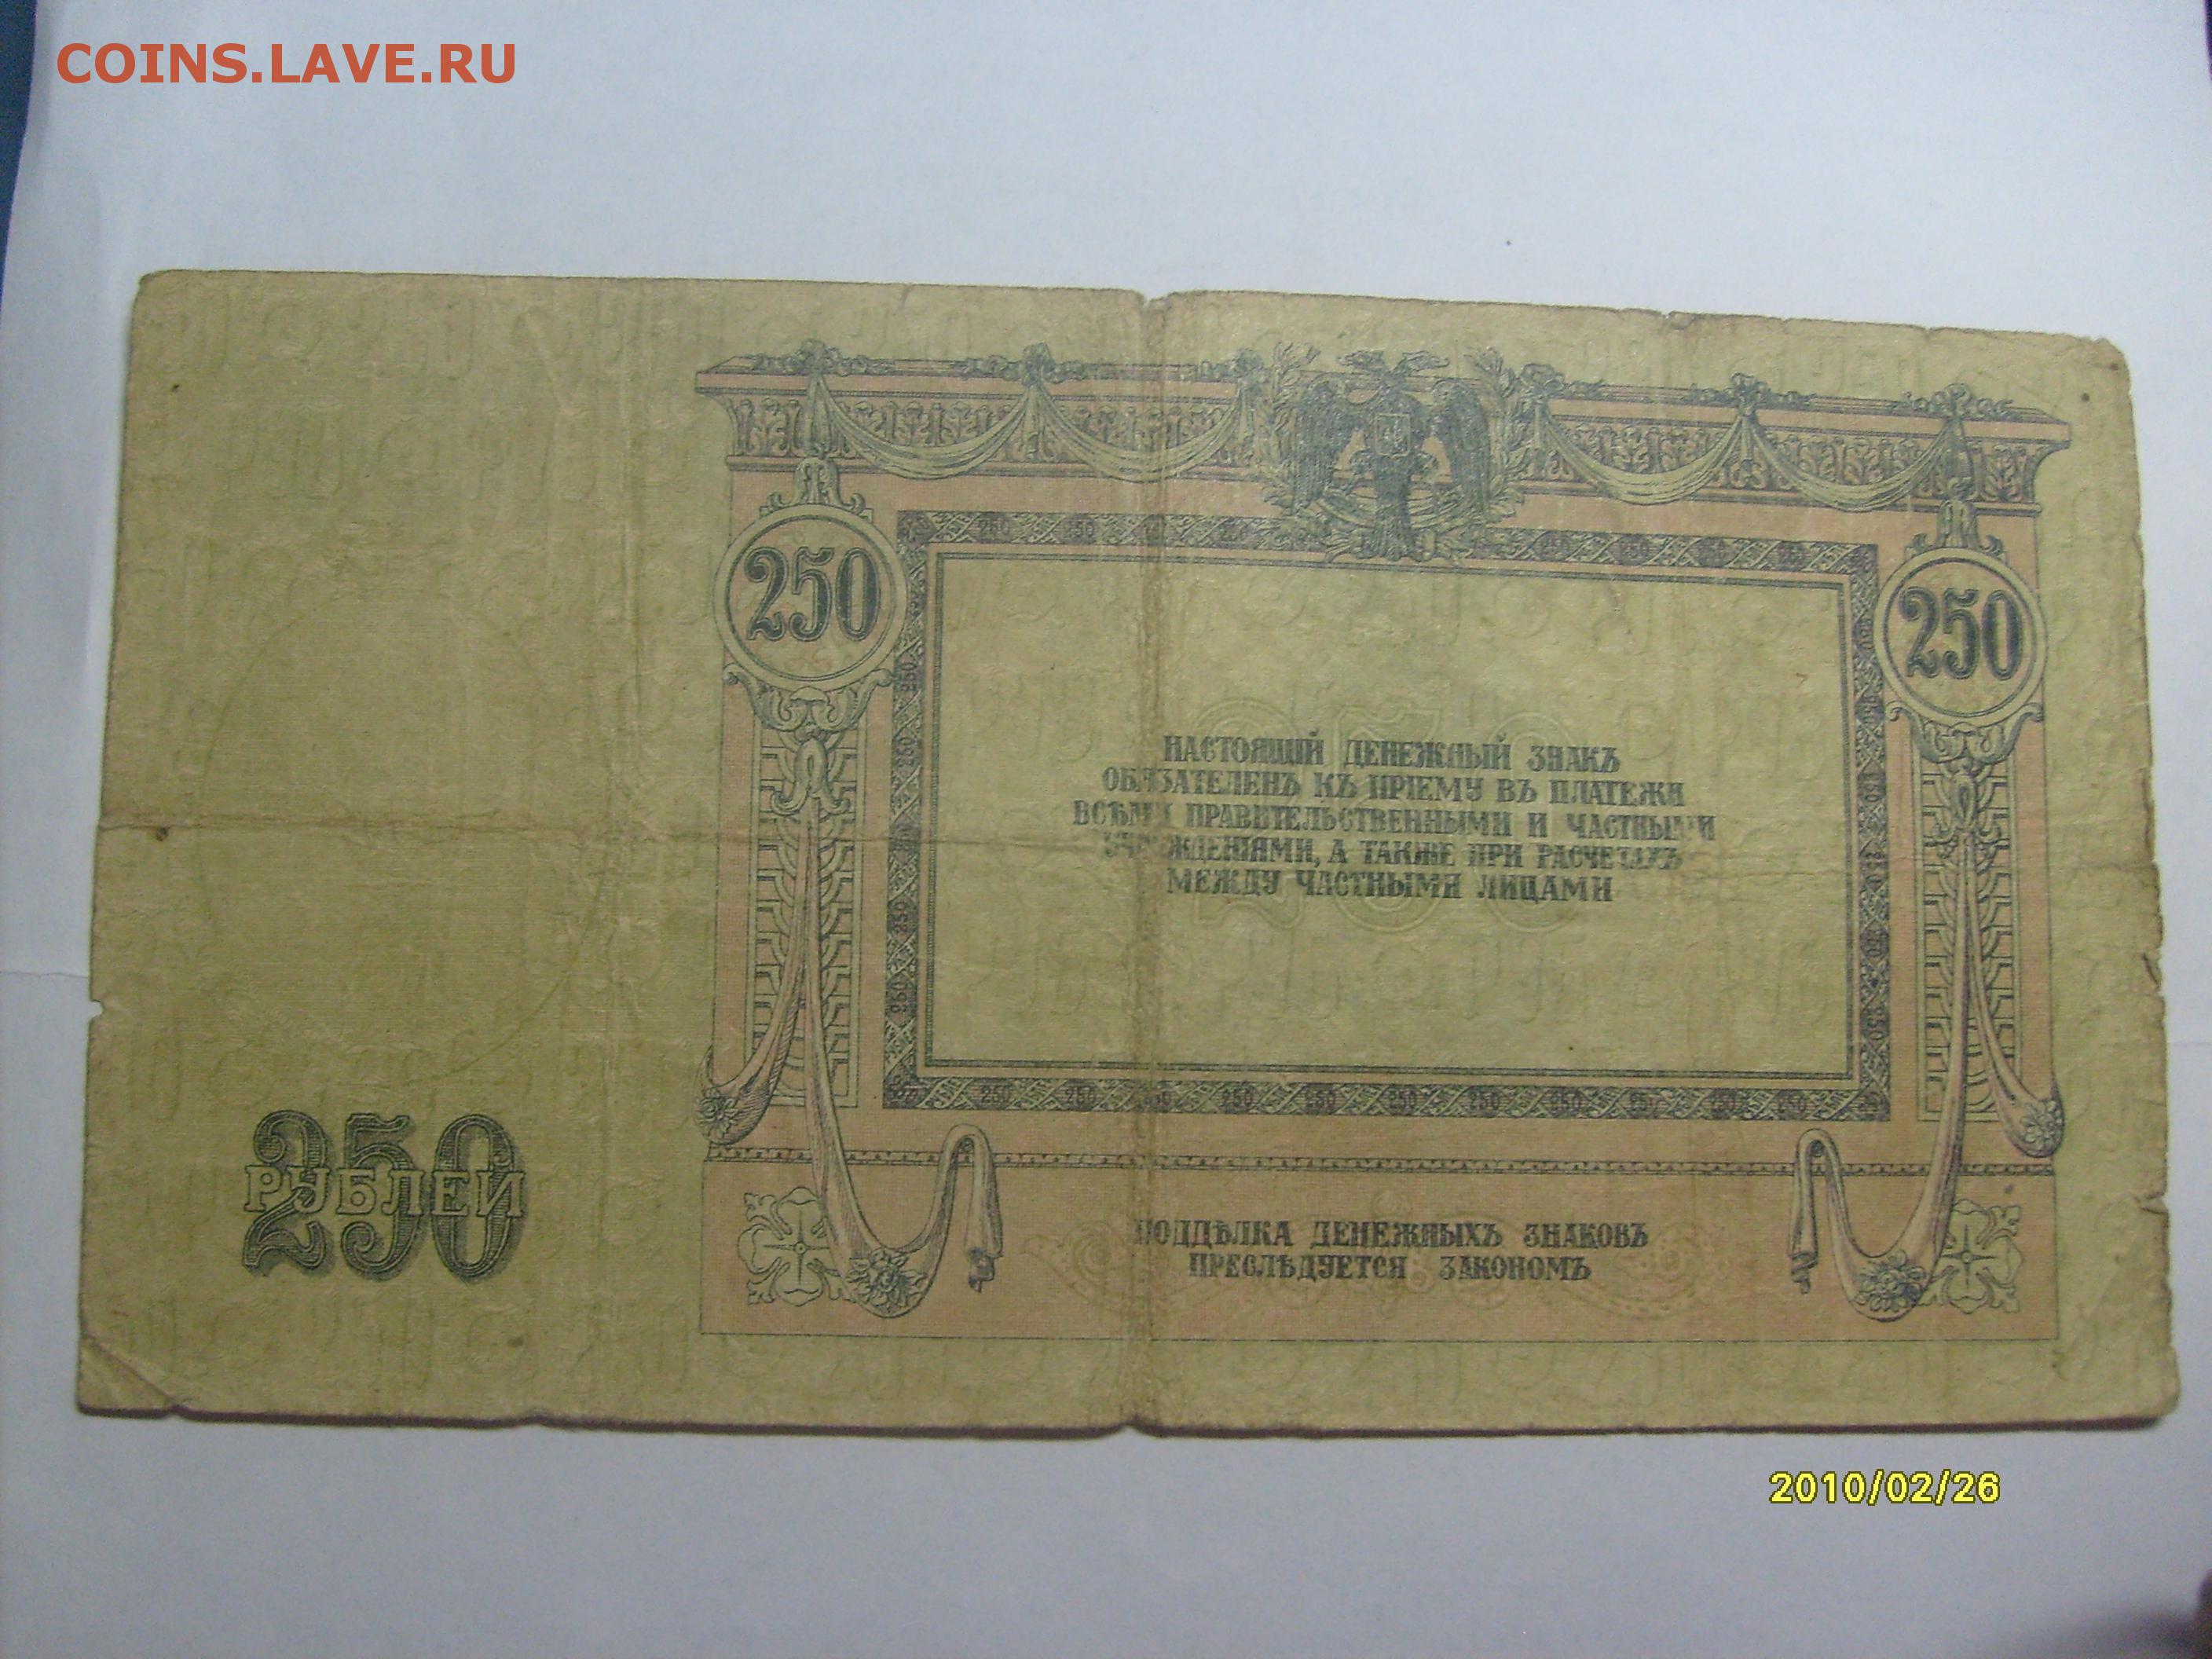 COINS.LAVE.RU
250
250
НАСТОЯЩІЙ ДЕНЕЖНЫЙ ЗНАКЪ
ОБЯЗАТЕЛЕНЪ КЪ ПРІЕМУ ВЪ ПЛАТЕЖИ
ВСѢМИ ПРАВИТЕЛЬСТВЕННЫМИ И ЧАСТНЫМИ
УЧРЕЖДЕНІЯМИ, А ТАКЖЕ ПРИ РАСЧЕТАХЪ
МЕЖДУ ЧАСТНЫМИ ЛИЦАМИ
250
РУБЛЕЙ
ПОДДѢЛКА ДЕНЕЖНЫХЪ ЗНАКОВЪ
ПРЕСЛѢДУЕТСЯ ЗАКОНОМЪ
2010/02/26